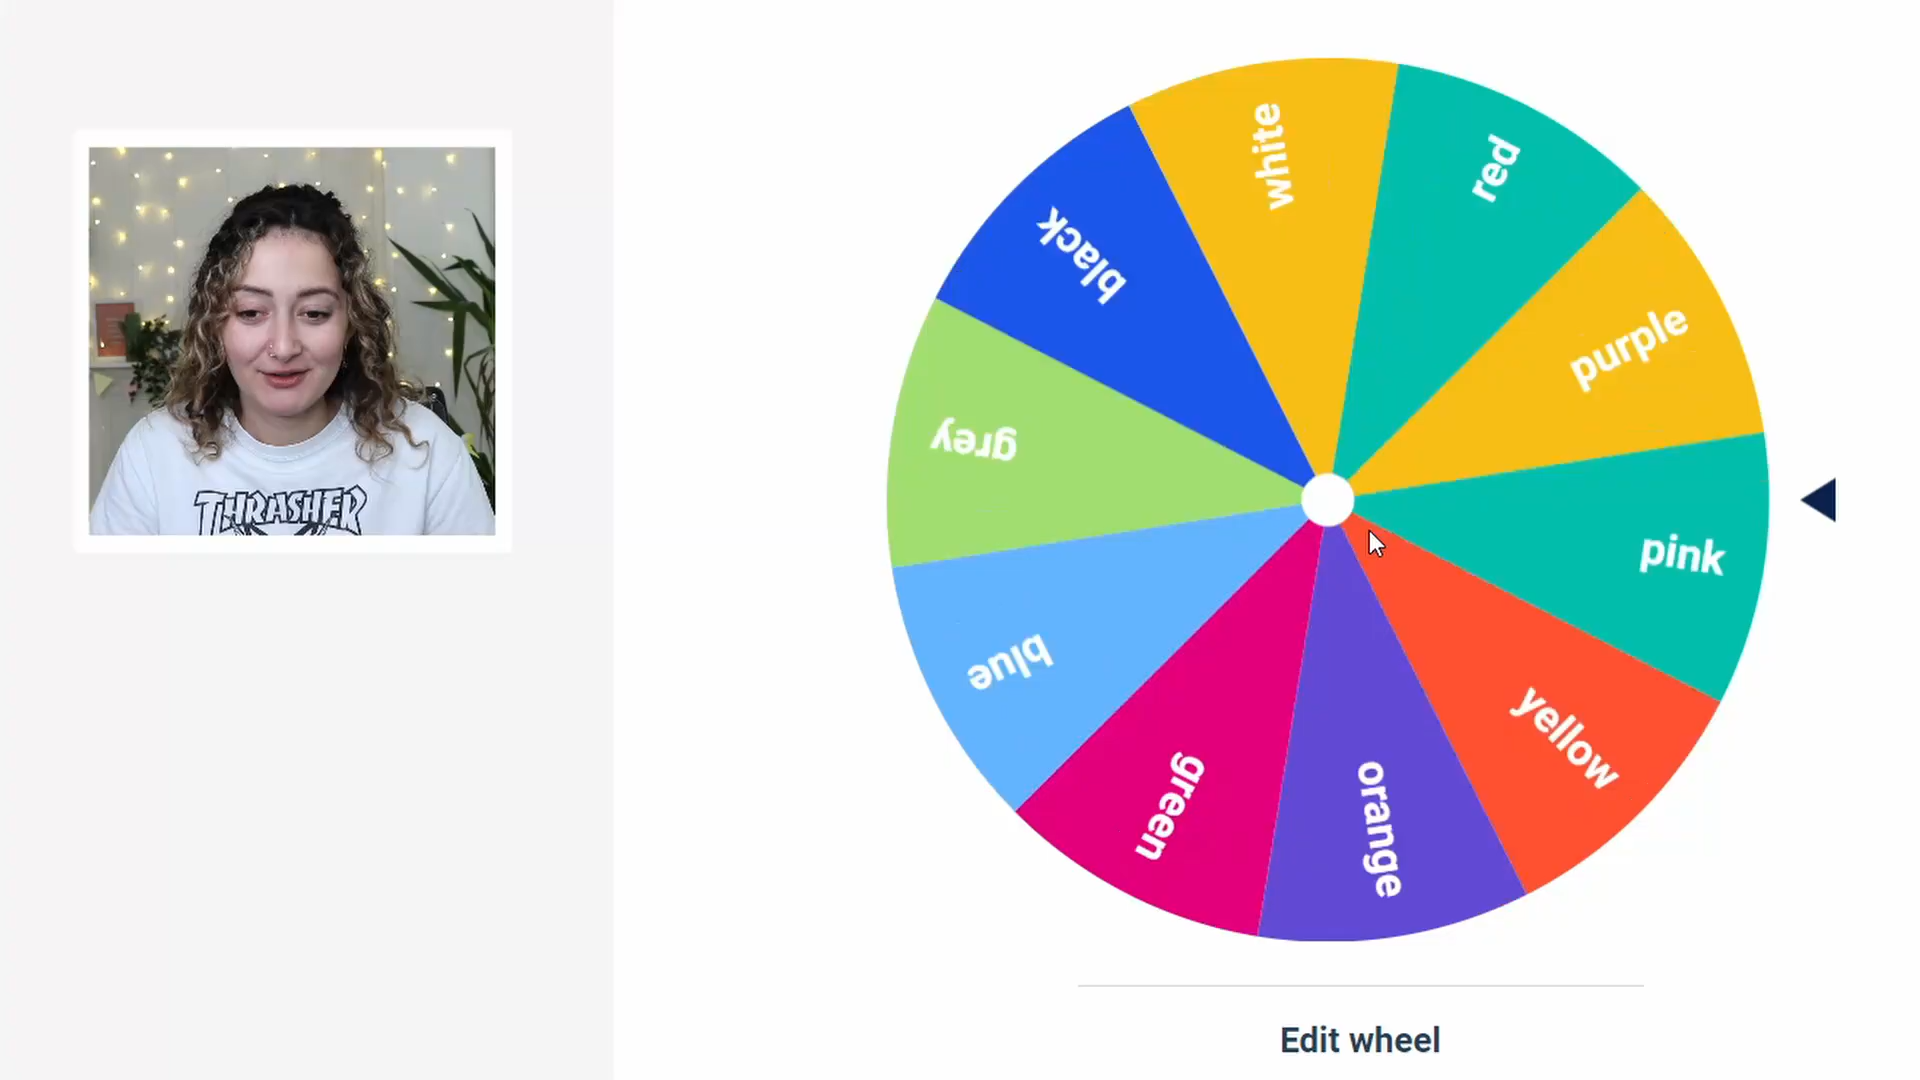 white
red
black
purple
grey
pink
blue
yellow
green
orange
THRASHER
Edit wheel